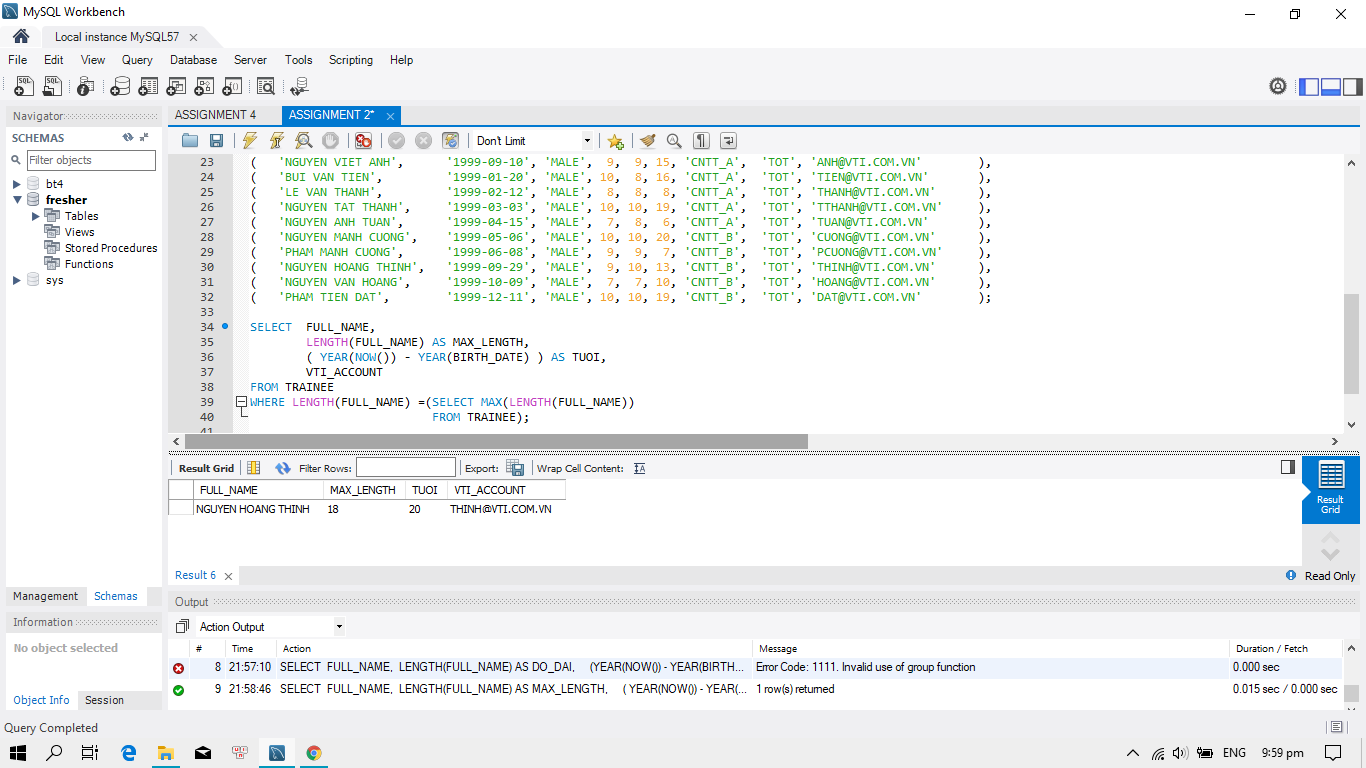 MySQL Workbench
Local instance MySQL57
File Edit View Query Database Server Tools Scripting Help
Navigator
SCHEMAS
Filter objects
bt4
fresher
Tables
Views
Stored Procedures
Functions
sys
Management Schemas
Information
No object selected
Object Info Session
ASSIGNMENT 4 ASSIGNMENT 2*
Don't Limit
23 ( 'NGUYEN VIET ANH', '1999-09-10', 'MALE', 9, 9, 15, 'CNTT_A', 'TOT', 'ANH@VTI.COM.VN' ),
24 ( 'BUI VAN TIEN', '1999-01-20', 'MALE', 10, 8, 16, 'CNTT_A', 'TOT', 'TIEN@VTI.COM.VN' ),
25 ( 'LE VAN THANH', '1999-02-12', 'MALE', 8, 8, 8, 'CNTT_A', 'TOT', 'THANH@VTI.COM.VN' ),
26 ( 'NGUYEN TAT THANH', '1999-03-03', 'MALE', 10, 10, 19, 'CNTT_A', 'TOT', 'TTHANH@VTI.COM.VN' ),
27 ( 'NGUYEN ANH TUAN', '1999-04-15', 'MALE', 7, 8, 6, 'CNTT_A', 'TOT', 'TUAN@VTI.COM.VN' ),
28 ( 'NGUYEN MANH CUONG', '1999-05-06', 'MALE', 10, 10, 20, 'CNTT_B', 'TOT', 'CUONG@VTI.COM.VN' ),
29 ( 'PHAM MANH CUONG', '1999-06-08', 'MALE', 9, 9, 7, 'CNTT_B', 'TOT', 'PCUONG@VTI.COM.VN' ),
30 ( 'NGUYEN HOANG THINH', '1999-09-29', 'MALE', 9, 10, 13, 'CNTT_B', 'TOT', 'THINH@VTI.COM.VN' ),
31 ( 'NGUYEN VAN HOANG', '1999-10-09', 'MALE', 7, 7, 10, 'CNTT_B', 'TOT', 'HOANG@VTI.COM.VN' ),
32 ( 'PHAM TIEN DAT', '1999-12-11', 'MALE', 10, 10, 19, 'CNTT_B', 'TOT', 'DAT@VTI.COM.VN' );
33
34 SELECT FULL_NAME,
35 LENGTH(FULL_NAME) AS MAX_LENGTH,
36 ( YEAR(NOW()) - YEAR(BIRTH_DATE) ) AS TUOI,
37 VTI_ACCOUNT
38 FROM TRAINEE
39 WHERE LENGTH(FULL_NAME) =(SELECT MAX(LENGTH(FULL_NAME))
40 FROM TRAINEE);
41
Result Grid Filter Rows: Export: Wrap Cell Content:
FULL_NAME MAX_LENGTH TUOI VTI_ACCOUNT
NGUYEN HOANG THINH 18 20 THINH@VTI.COM.VN
Result Grid
Result 6
Read Only
Output
Action Output
# Time Action Message Duration / Fetch
8 21:57:10 SELECT FULL_NAME, LENGTH(FULL_NAME) AS DO_DAI, (YEAR(NOW()) - YEAR(BIRTH... Error Code: 1111. Invalid use of group function 0.000 sec
9 21:58:46 SELECT FULL_NAME, LENGTH(FULL_NAME) AS MAX_LENGTH, ( YEAR(NOW()) - YEAR(... 1 row(s) returned 0.015 sec / 0.000 sec
Query Completed
ENG 9:59 pm